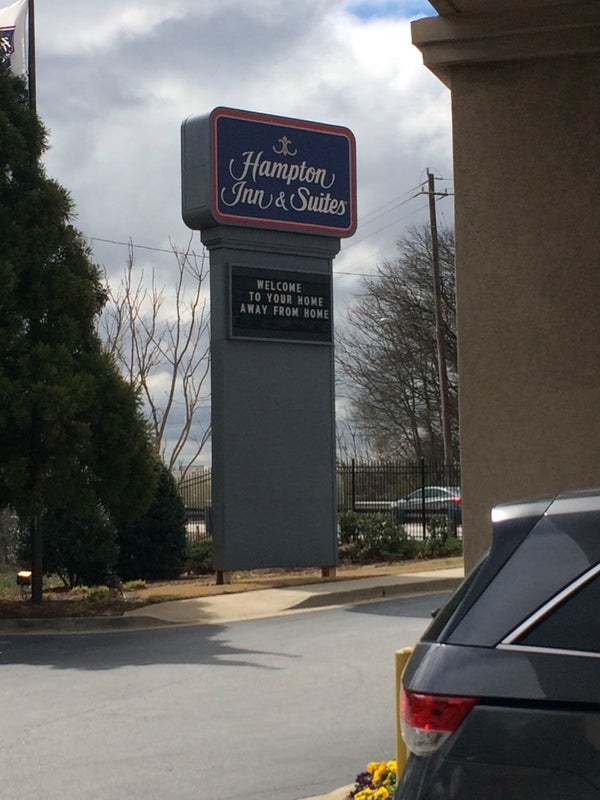 Hampton
Inn & Suites
WELCOME
TO YOUR HOME
AWAY FROM HOME